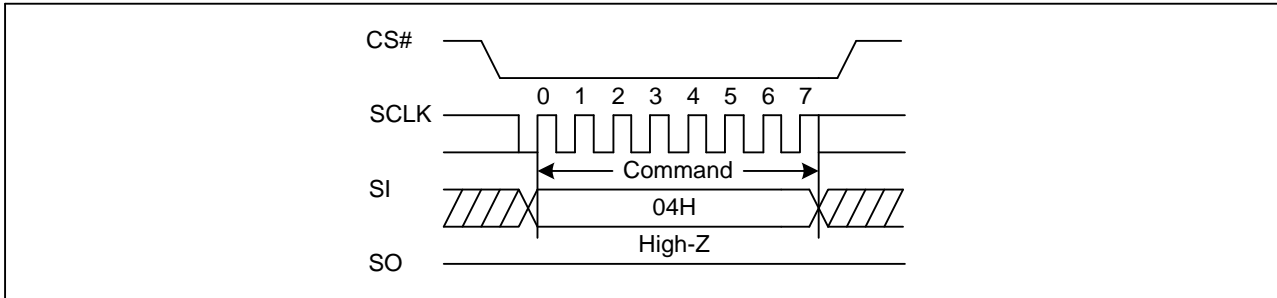 CS#
0 1 2 3 4 5 6 7
SCLK
Command
SI
04H
High-Z
SO